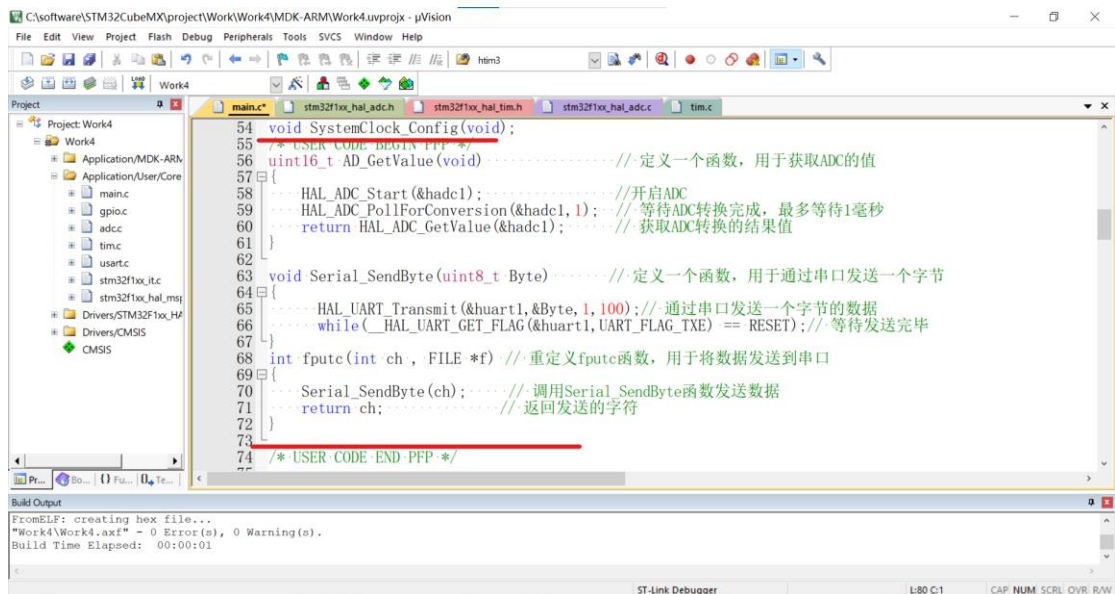 C:\software\STM32CubeMX\project\Work\Work4\MDK-ARM\Work4.uvprojx - µVision
File Edit View Project Flash Debug Peripherals Tools SVCS Window Help
htim3
LOAD Work4
Project
main.c* stm32f1xx_hal_adc.h stm32f1xx_hal_tim.h stm32f1xx_hal_adc.c tim.c
Project: Work4
Work4
Application/MDK-ARM
Application/User/Core
main.c
gpio.c
adc.c
tim.c
usart.c
stm32f1xx_it.c
stm32f1xx_hal_msp
Drivers/STM32F1xx_HA
Drivers/CMSIS
CMSIS
54 void SystemClock_Config(void);
55 /* USER CODE BEGIN PFP */
56 uint16_t AD_GetValue(void) // 定义一个函数，用于获取ADC的值
57 {
58 HAL_ADC_Start(&hadc1); //开启ADC
59 HAL_ADC_PollForConversion(&hadc1,1); // 等待ADC转换完成，最多等待1毫秒
60 return HAL_ADC_GetValue(&hadc1); // 获取ADC转换的结果值
61 }
62
63 void Serial_SendByte(uint8_t Byte) // 定义一个函数，用于通过串口发送一个字节
64 {
65 HAL_UART_Transmit(&huart1,&Byte,1,100);// 通过串口发送一个字节的数据
66 while(__HAL_UART_GET_FLAG(&huart1,UART_FLAG_TXE) == RESET);// 等待发送完毕
67 }
68 int fputc(int ch , FILE *f) // 重定义fputc函数，用于将数据发送到串口
69 {
70 Serial_SendByte(ch); // 调用Serial_SendByte函数发送数据
71 return ch; // 返回发送的字符
72 }
73
74 /* USER CODE END PFP */
75
Pr... Bo... {} Fu... Te...
Build Output
FromELF: creating hex file...
"Work4\Work4.axf" - 0 Error(s), 0 Warning(s).
Build Time Elapsed: 00:00:01
ST-Link Debugger L:80 C:1 CAP NUM SCRL OVR R/W